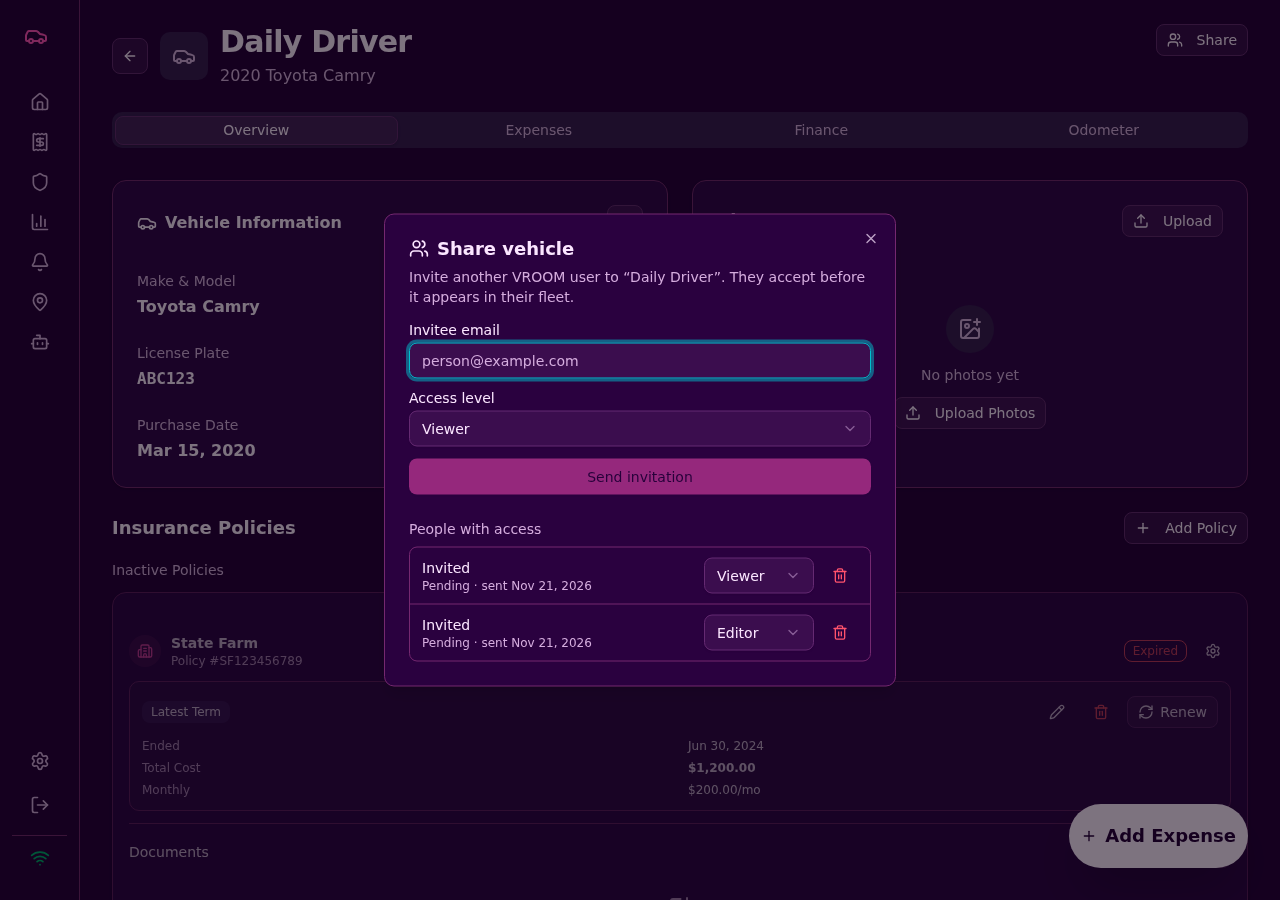 Daily Driver
2020 Toyota Camry
Share
Overview
Expenses
Finance
Odometer
Vehicle Information
Upload
Make & Model
Toyota Camry
License Plate
ABC123
Purchase Date
Mar 15, 2020
No photos yet
Upload Photos
Share vehicle
Invite another VROOM user to “Daily Driver”. They accept before
it appears in their fleet.
Invitee email
person@example.com
Access level
Viewer
Send invitation
People with access
Invited
Pending · sent Nov 21, 2026
Viewer
Invited
Pending · sent Nov 21, 2026
Editor
Insurance Policies
Add Policy
Inactive Policies
State Farm
Policy #SF123456789
Expired
Latest Term
Renew
Ended
Jun 30, 2024
Total Cost
$1,200.00
Monthly
$200.00/mo
Documents
Add Expense